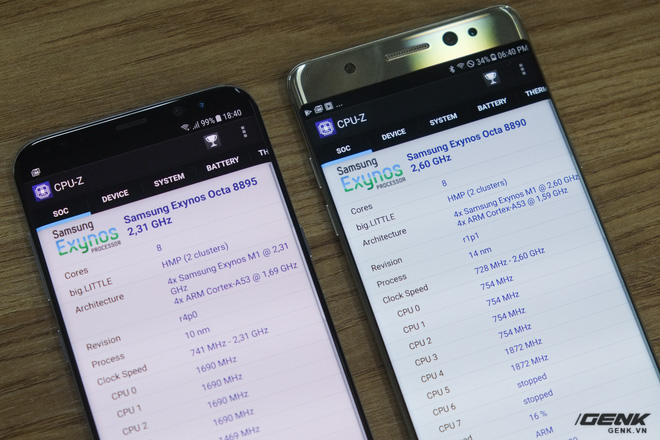 99% 18:40
CPU-Z
SOC DEVICE SYSTEM BATTERY TH
Samsung Exynos PROCESSOR
Samsung Exynos Octa 8895
2,31 GHz
Cores 8
big.LITTLE HMP (2 clusters)
Architecture 4x Samsung Exynos M1 @ 2,31
GHz
4x ARM Cortex-A53 @ 1,69 GHz
Revision r4p0
Process 10 nm
Clock Speed 741 MHz - 2,31 GHz
CPU 0 1690 MHz
CPU 1 1690 MHz
CPU 2 1690 MHz
1469 MHz
34% 06:40 PM
CPU-Z
SOC DEVICE SYSTEM BATTERY THER
Samsung Exynos PROCESSOR
Samsung Exynos Octa 8890
2,60 GHz
Cores 8
big.LITTLE HMP (2 clusters)
Architecture 4x Samsung Exynos M1 @ 2,60 GHz
4x ARM Cortex-A53 @ 1,59 GHz
Revision r1p1
Process 14 nm
Clock Speed 728 MHz - 2,60 GHz
CPU 0 754 MHz
CPU 1 754 MHz
CPU 2 754 MHz
CPU 3 754 MHz
CPU 4 1872 MHz
CPU 5 1872 MHz
CPU 6 stopped
CPU 7 stopped
16 %
ARM
GENK
GENK.VN